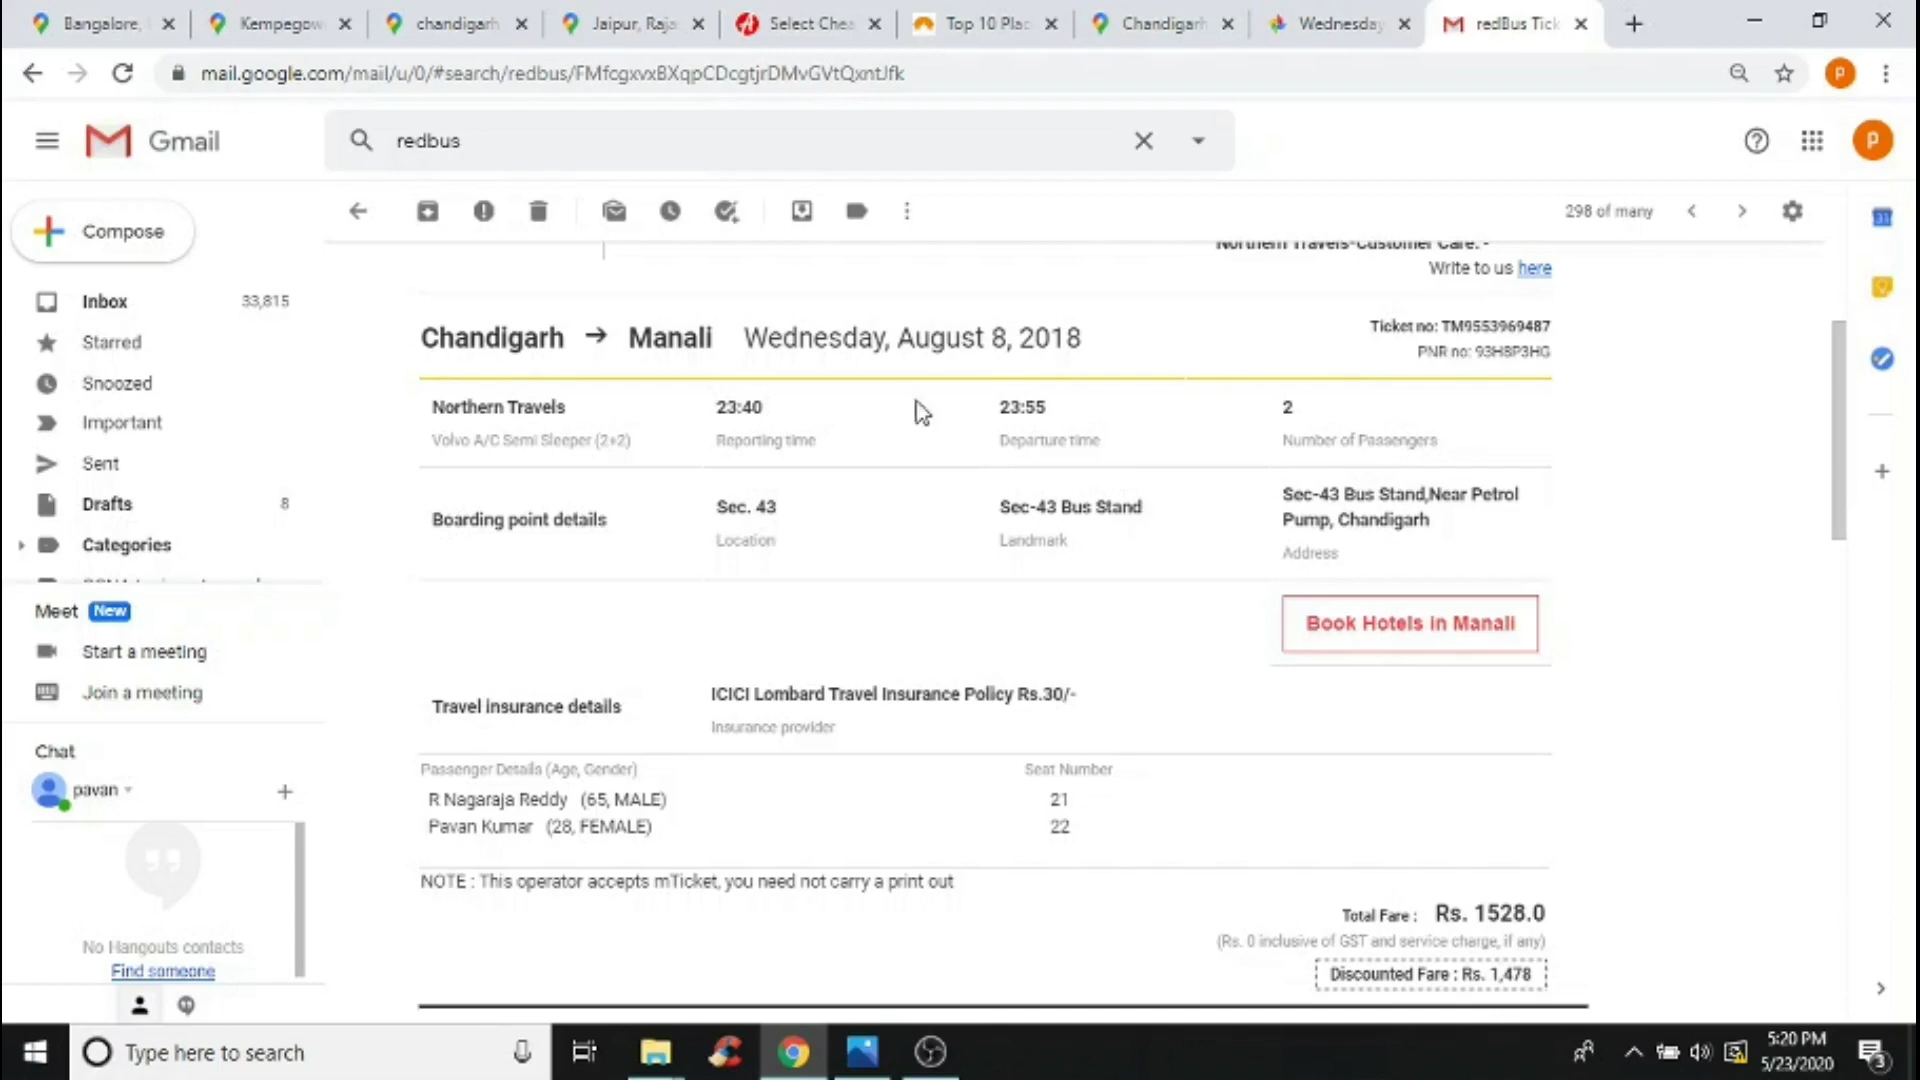 Bangalore,
Kempegow
chandigarh
Jaipur, Raja
Select Chea
Top 10 Plac
Chandigarh
Wednesday
redBus Tick
mail.google.com/mail/u/0/#search/redbus/FMfcgxvxBXqpCDcgtjrDMvGVtQxntJfk
P
Gmail
redbus
P
Compose
298 of many
Inbox 33,815
Starred
Snoozed
Important
Sent
Drafts 8
Categories
Meet New
Start a meeting
Join a meeting
Chat
pavan
No Hangouts contacts
Find someone
Northern Travels-Customer Care: -
Write to us here
Chandigarh → Manali Wednesday, August 8, 2018
Ticket no: TM9553969487
PNR no: 93H8P3HG
Northern Travels 23:40 23:55 2
Volvo A/C Semi Sleeper (2+2) Reporting time Departure time Number of Passengers
Boarding point details
Sec. 43
Location
Sec-43 Bus Stand
Landmark
Sec-43 Bus Stand,Near Petrol
Pump, Chandigarh
Address
Book Hotels in Manali
Travel insurance details
ICICI Lombard Travel Insurance Policy Rs.30/-
Insurance provider
Passenger Details (Age, Gender) Seat Number
R Nagaraja Reddy (65, MALE) 21
Pavan Kumar (28, FEMALE) 22
NOTE : This operator accepts mTicket, you need not carry a print out
Total Fare : Rs. 1528.0
(Rs. 0 inclusive of GST and service charge, if any)
Discounted Fare : Rs. 1,478
31
Type here to search
5:20 PM
5/23/2020
3